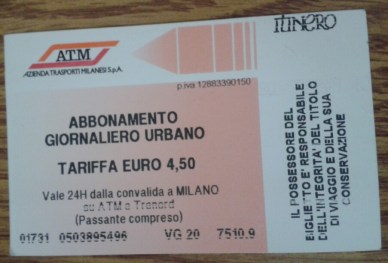 ATM
AZIENDA TRASPORTI MILANESI S.p.A.
p.iva 12883390150
ABBONAMENTO
GIORNALIERO URBANO
TARIFFA EURO 4,50
Vale 24H dalla convalida a MILANO
su ATM e Trenord
(Passante compreso)
01731 0503895496 VG 20 7510.9
ITINERO
IL POSSESSORE DEL
BIGLIETTO E' RESPONSABILE
DELL'INTEGRITA' DEL TITOLO
DI VIAGGIO E DELLA SUA
CONSERVAZIONE